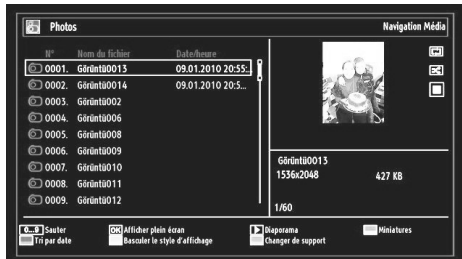 Photos Navigation Média
N° Nom du fichier Date/heure
0001. Görüntü0013 09.01.2010 20:55:.
0002. Görüntü0014 09.01.2010 20:5...
0003. Görüntü002
0004. Görüntü006
0005. Görüntü008
0006. Görüntü009
0007. Görüntü010
0008. Görüntü011
0009. Görüntü012
Görüntü0013
1536x2048 427 KB
1/60
0...9 Sauter OK Afficher plein écran Diaporama Miniatures
Tri par date Basculer le style d'affichage Changer de support